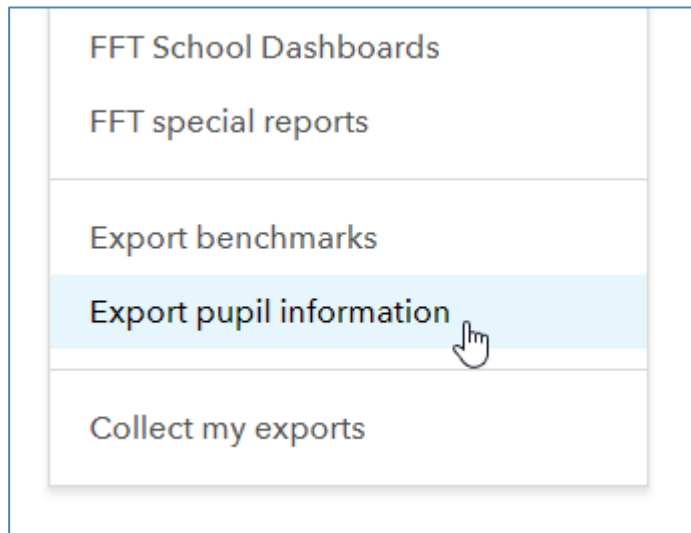 FFT School Dashboards
FFT special reports
Export benchmarks
Export pupil information
Collect my exports